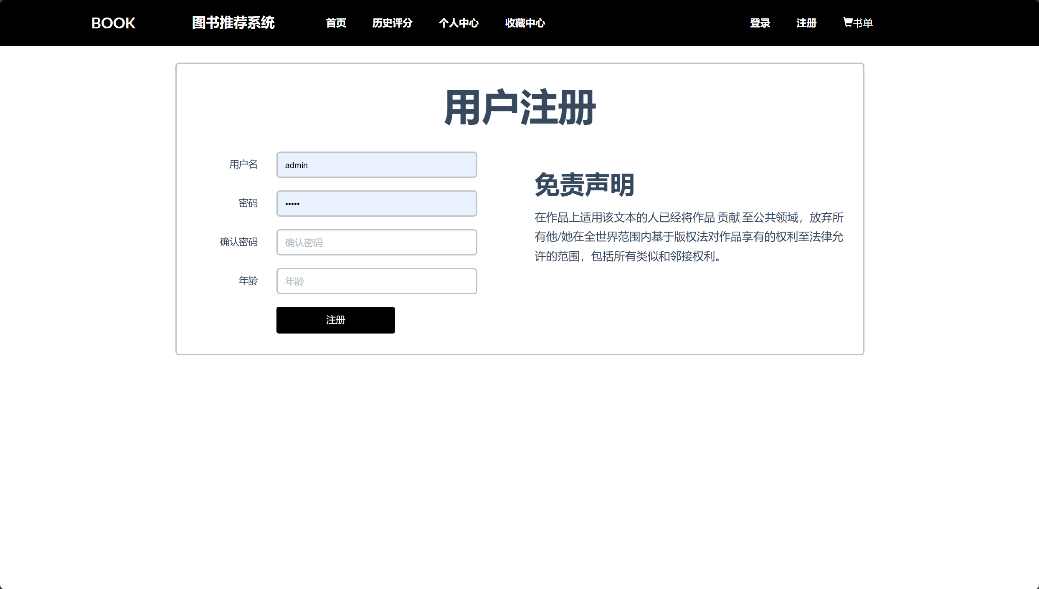 BOOK 图书推荐系统 首页 历史评分 个人中心 收藏中心 登录 注册 书单
用户注册
用户名 admin
密码 •••••
确认密码 确认密码
年龄 年龄
注册
免责声明
在作品上适用该文本的人已经将作品 贡献 至公共领域，放弃所
有他/她在全世界范围内基于版权法对作品享有的权利至法律允
许的范围，包括所有类似和邻接权利。